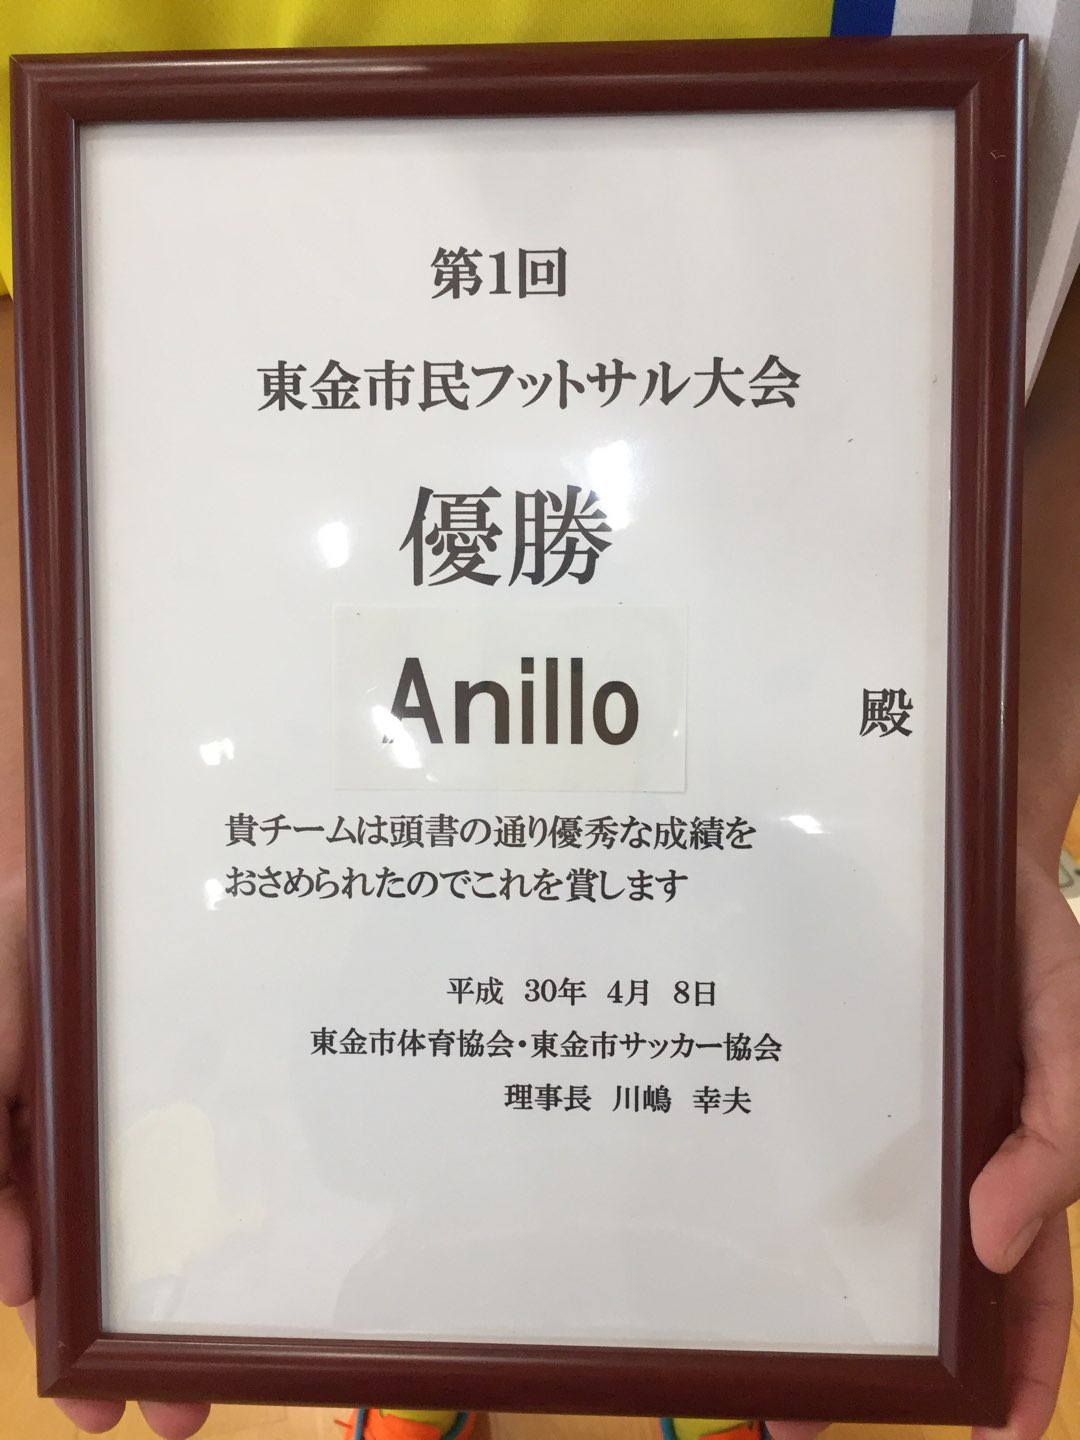 第1回
東金市民フットサル大会
優勝
Anillo 殿
貴チームは頭書の通り優秀な成績を
おさめられたのでこれを賞します
平成 30年 4月 8日
東金市体育協会・東金市サッカー協会
理事長 川嶋 幸夫